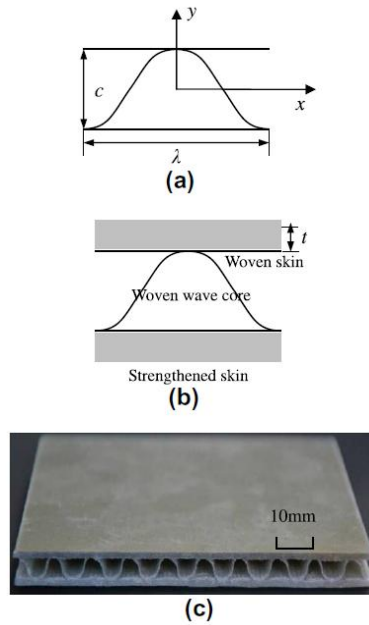 y
c
x
λ
(a)
t
Woven skin
Woven wave core
Strengthened skin
(b)
10mm
(c)